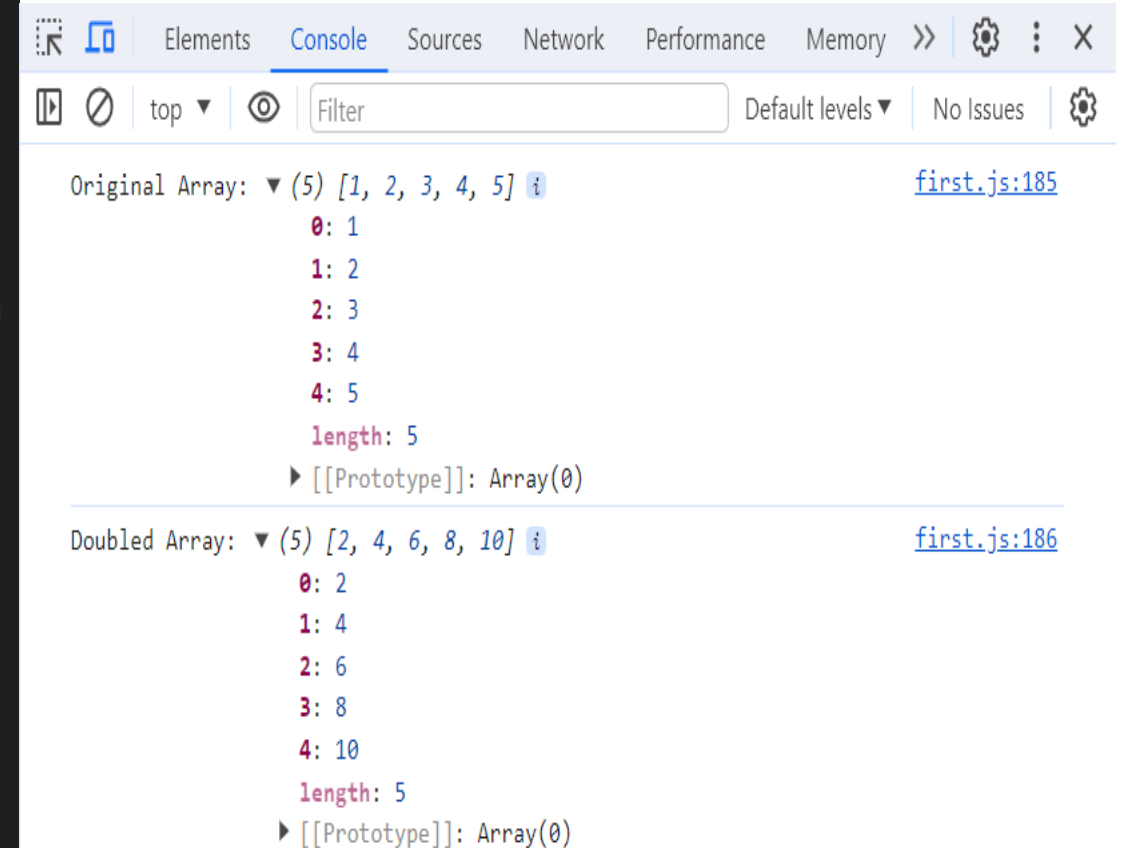 Elements Console Sources Network Performance Memory
top Filter Default levels No Issues
Original Array: (5) [1, 2, 3, 4, 5] i first.js:185
0: 1
1: 2
2: 3
3: 4
4: 5
length: 5
[[Prototype]]: Array(0)
Doubled Array: (5) [2, 4, 6, 8, 10] i first.js:186
0: 2
1: 4
2: 6
3: 8
4: 10
length: 5
[[Prototype]]: Array(0)